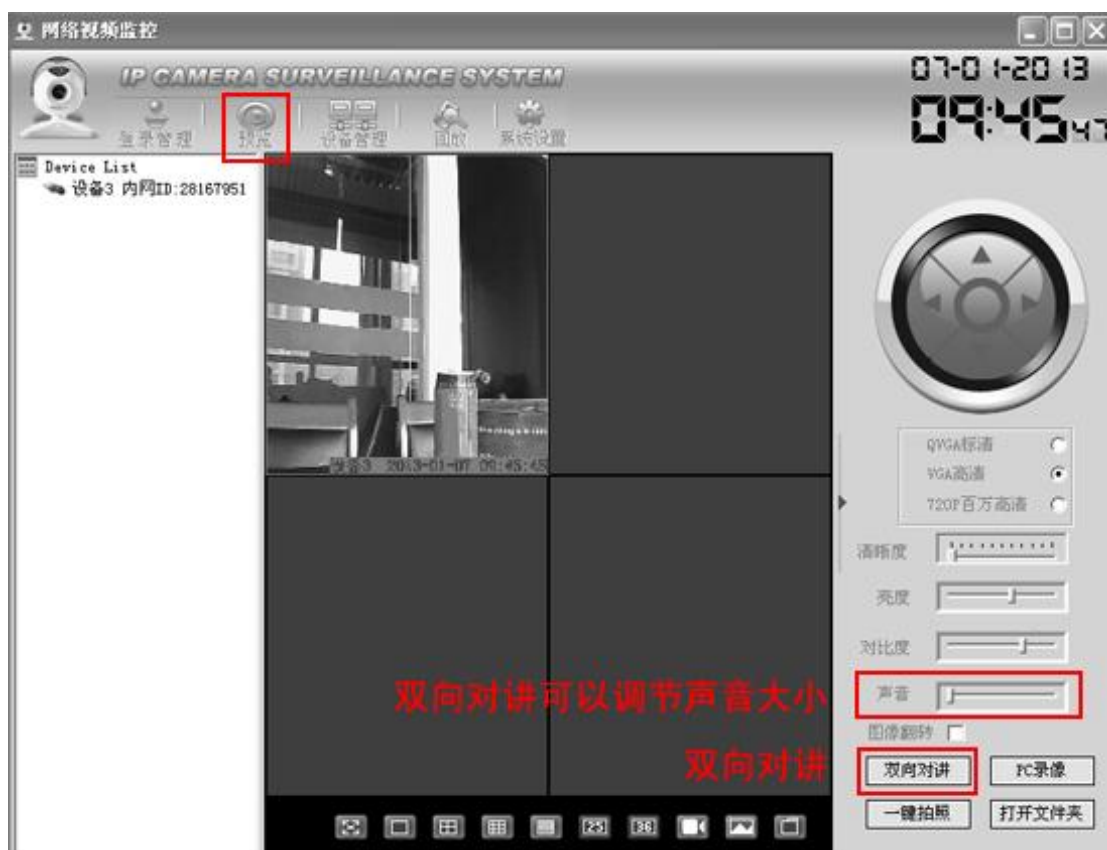 网络视频监控
IP CAMERA SURVEILLANCE SYSTEM
07-01-2013
09:45:47
登录管理 预览 设备管理 回放 系统设置
Device List
设备3 内网ID:28167951
设备3 2013-01-07 09:45:45
QVGA标清
VGA高清
720P百万高清
清晰度
亮度
对比度
双向对讲可以调节声音大小
声音
图像翻转
双向对讲
双向对讲 PC录像
一键拍照 打开文件夹
[25] [36]